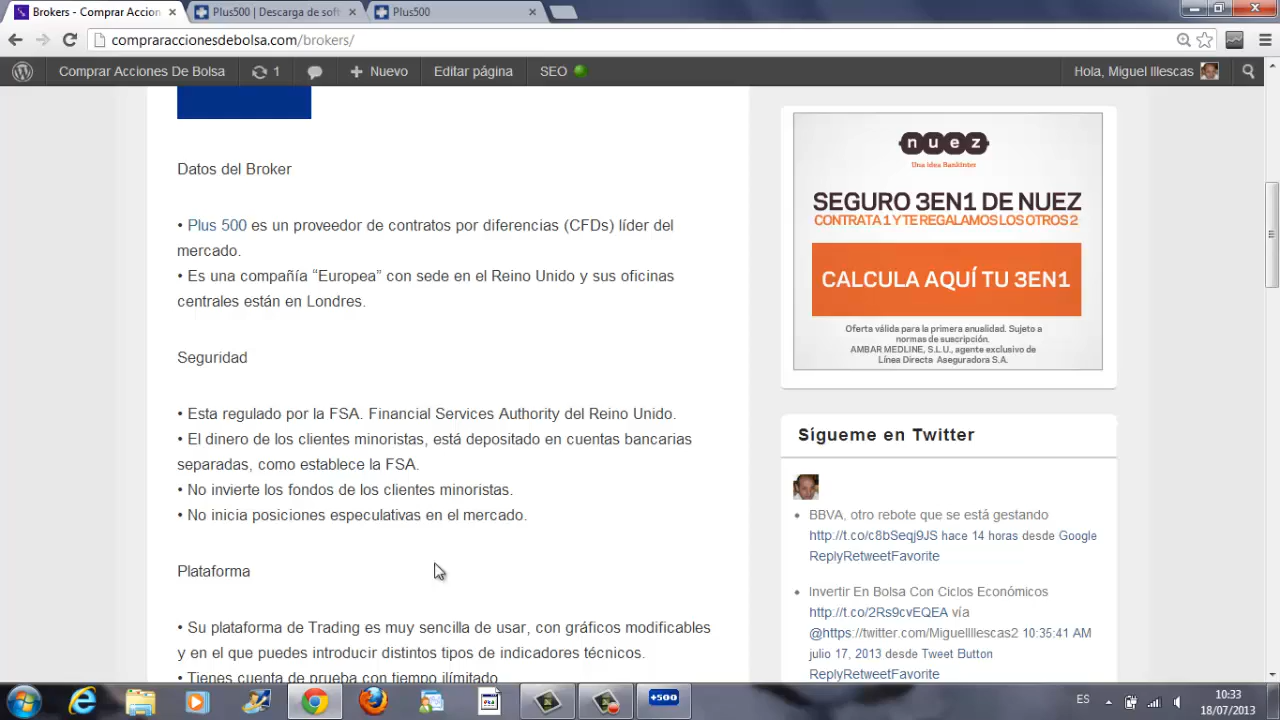 Brokers - Comprar Accion
Plus500 | Descarga de soft
Plus500
compraraccionesdebolsa.com/brokers/
Comprar Acciones De Bolsa
1
Nuevo
Editar página
SEO
Hola, Miguel Illescas
Datos del Broker
• Plus 500 es un proveedor de contratos por diferencias (CFDs) líder del
mercado.
• Es una compañía “Europea” con sede en el Reino Unido y sus oficinas
centrales están en Londres.
Seguridad
• Esta regulado por la FSA. Financial Services Authority del Reino Unido.
• El dinero de los clientes minoristas, está depositado en cuentas bancarias
separadas, como establece la FSA.
• No invierte los fondos de los clientes minoristas.
• No inicia posiciones especulativas en el mercado.
Plataforma
• Su plataforma de Trading es muy sencilla de usar, con gráficos modificables
y en el que puedes introducir distintos tipos de indicadores técnicos.
• Tienes cuenta de prueba con tiempo ilímitado
nuez
Una idea Bankinter
SEGURO 3EN1 DE NUEZ
CONTRATA 1 Y TE REGALAMOS LOS OTROS 2
CALCULA AQUÍ TU 3EN1
Oferta válida para la primera anualidad. Sujeto a
normas de suscripción.
AMBAR MEDLINE, S.L.U., agente exclusivo de
Línea Directa Aseguradora S.A.
Sígueme en Twitter
• BBVA, otro rebote que se está gestando
http://t.co/c8bSeqj9JS hace 14 horas desde Google
ReplyRetweetFavorite
• Invertir En Bolsa Con Ciclos Económicos
http://t.co/2Rs9cvEQEA vía
@https://twitter.com/MiguelIllescas2 10:35:41 AM
julio 17, 2013 desde Tweet Button
ReplyRetweetFavorite
+500
ES
10:33
18/07/2013